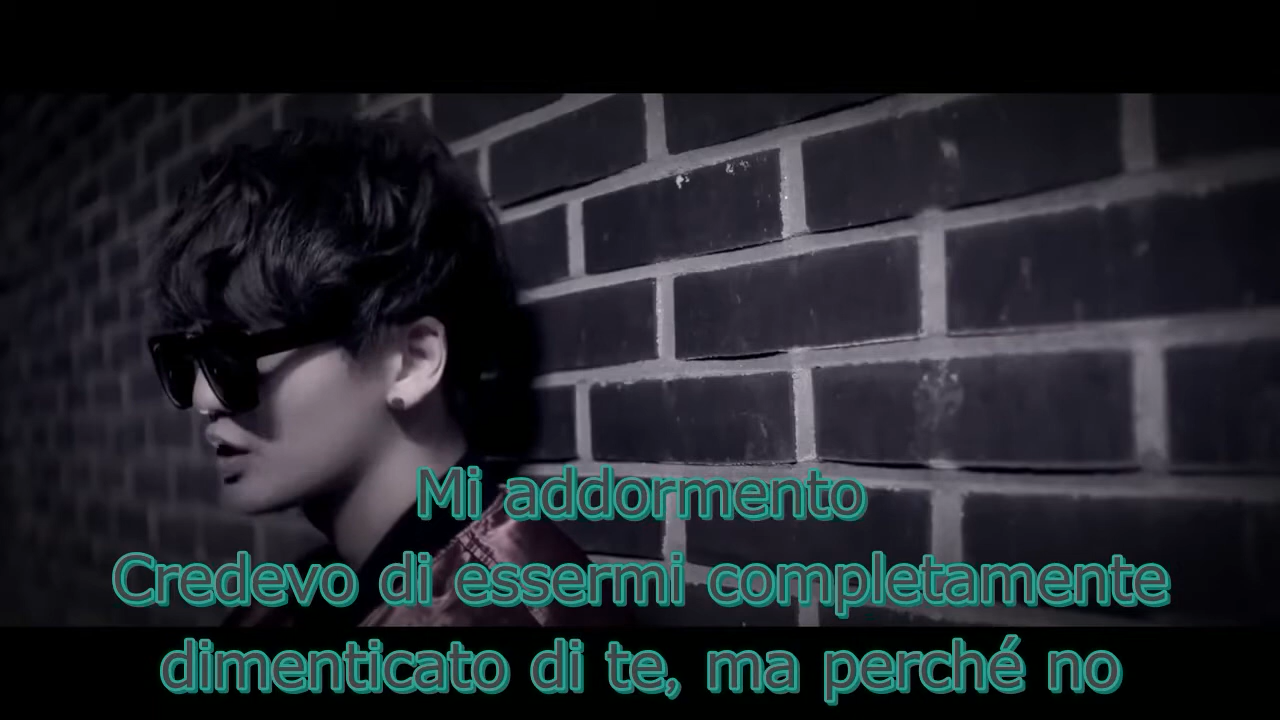 Mi addormento
Credevo di essermi completamente
dimenticato di te, ma perché no